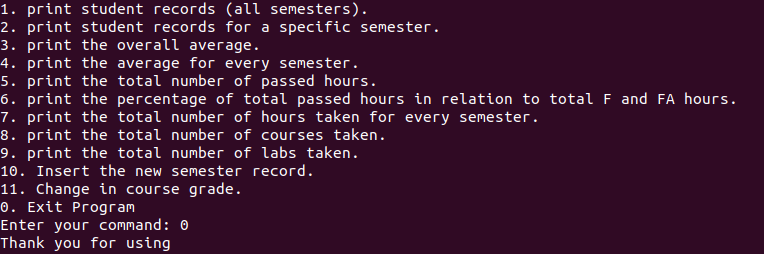 1. print student records (all semesters).
2. print student records for a specific semester.
3. print the overall average.
4. print the average for every semester.
5. print the total number of passed hours.
6. print the percentage of total passed hours in relation to total F and FA hours.
7. print the total number of hours taken for every semester.
8. print the total number of courses taken.
9. print the total number of labs taken.
10. Insert the new semester record.
11. Change in course grade.
0. Exit Program
Enter your command: 0
Thank you for using